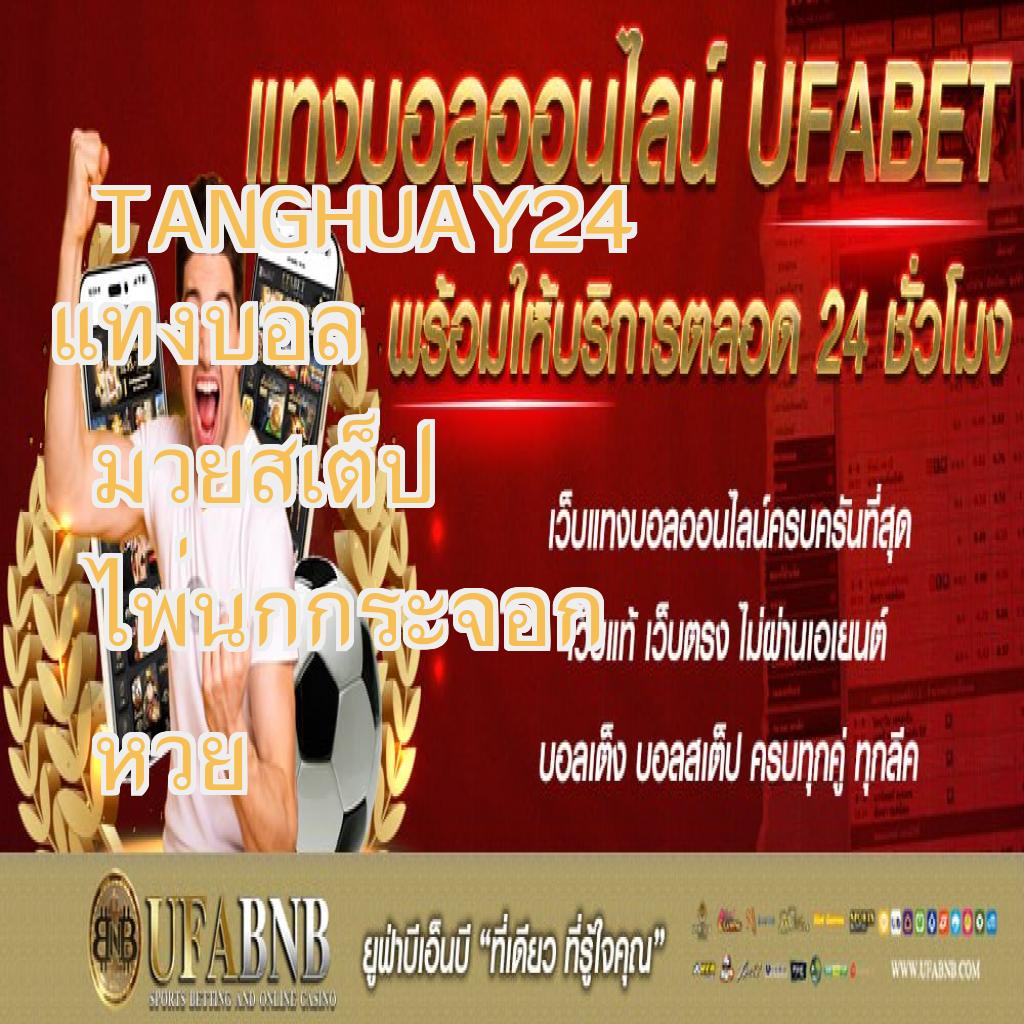 แทงบอลออนไลน์ UFABET
TANGHUAY24
แทงบอล
พร้อมให้บริการตลอด 24 ชั่วโมง
มวยสเต็ป
เว็บแทงบอลออนไลน์ครบครันที่สุด
ไพ่นกกระจอก
เว็บแท้ เว็บตรง ไม่ผ่านเอเยนต์
หวย
บอลเต็ง บอลสเต็ป ครบทุกคู่ ทุกลีค
UFABNB
SPORTS BETTING AND ONLINE CASINO
ยูฟ่าบีเอ็นบี “ที่เดียว ที่รู้ใจคุณ”
WWW.UFABNB.COM